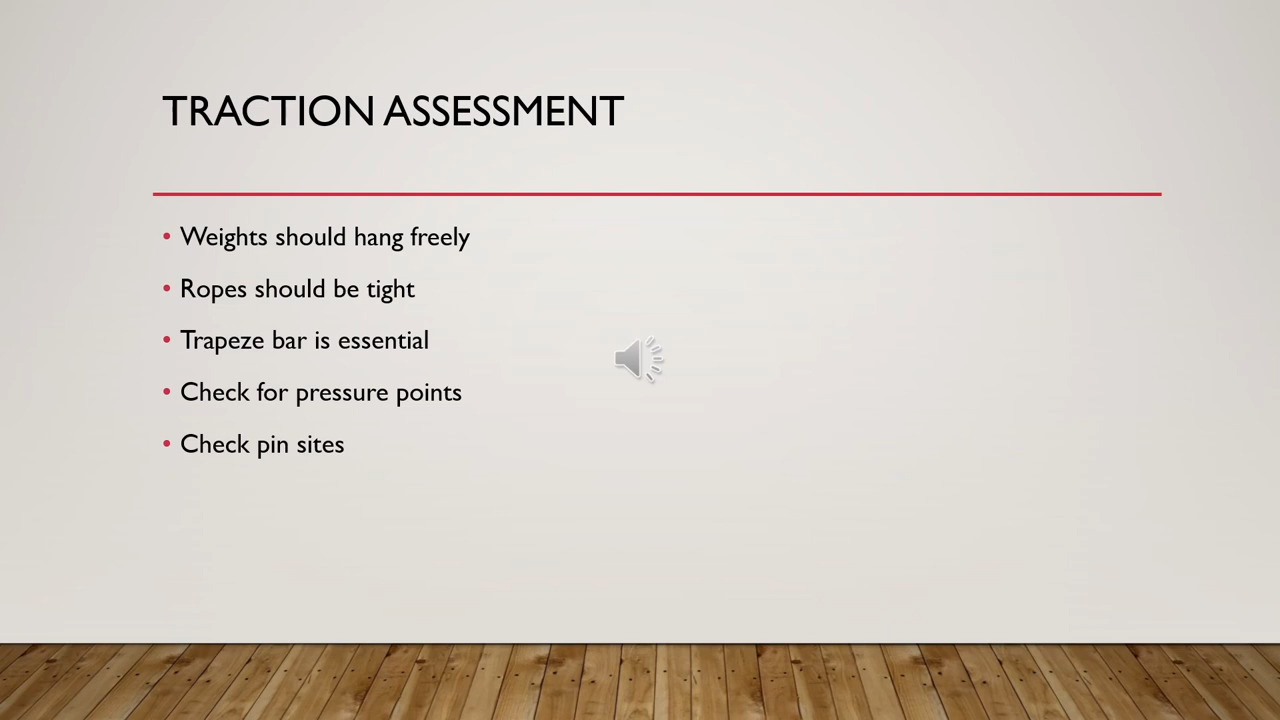 TRACTION ASSESSMENT
• Weights should hang freely
• Ropes should be tight
• Trapeze bar is essential
• Check for pressure points
• Check pin sites